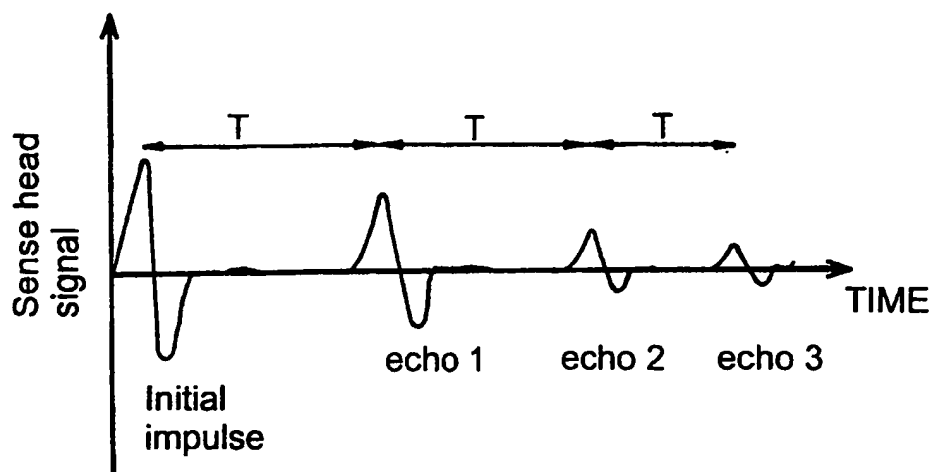 T
T
T
Sense head
signal
TIME
echo 1
echo 2
echo 3
Initial
impulse